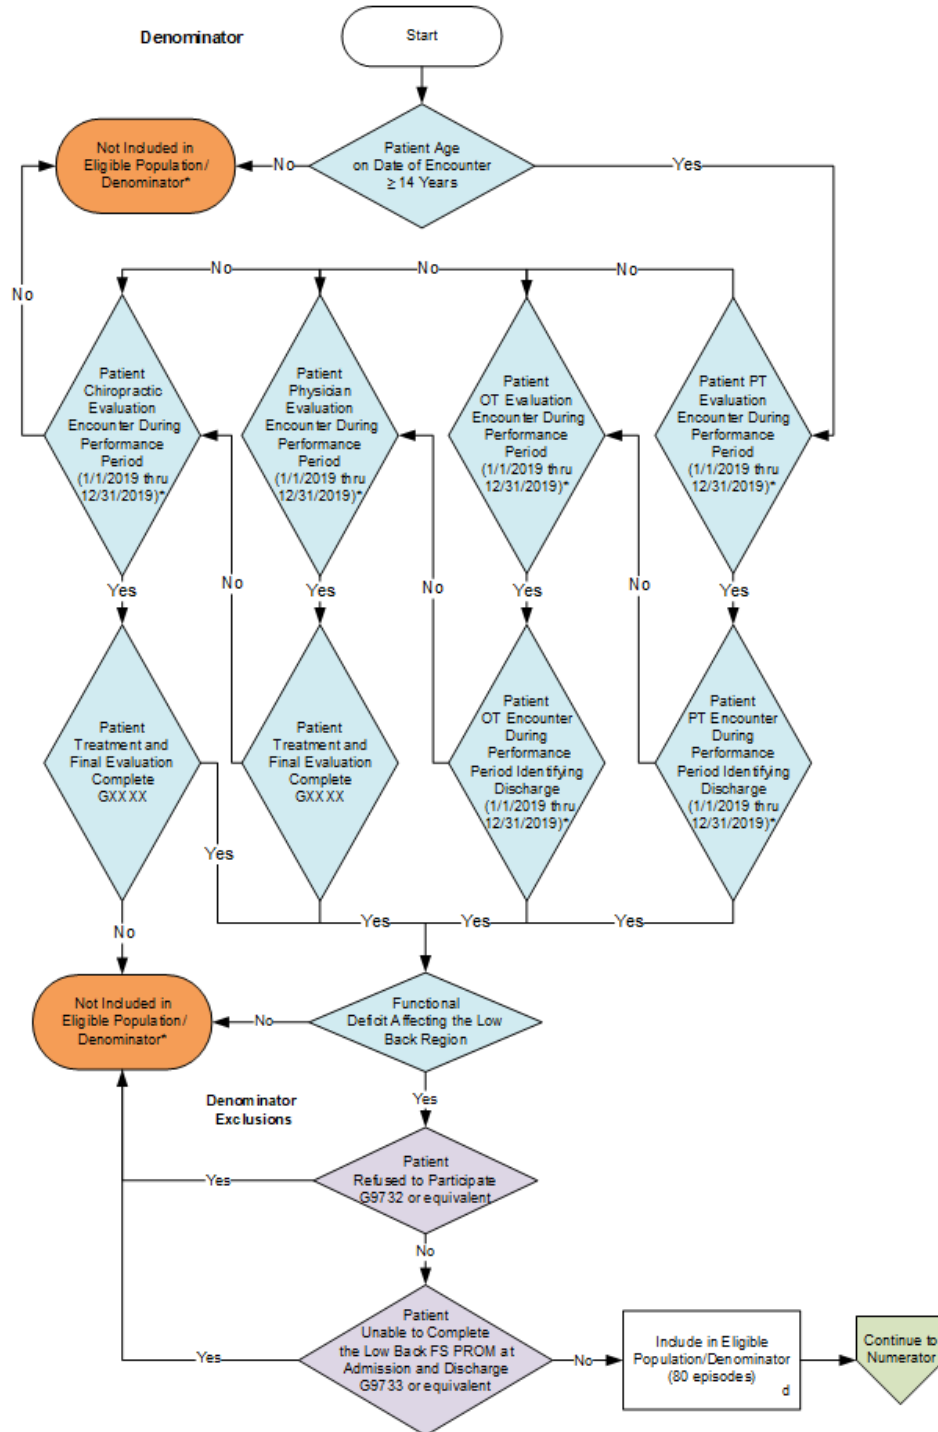 Denominator
Start
Patient Age
on Date of Encounter
≥ 14 Years
Not Included in
Eligible Population/
Denominator*
No
Yes
No
No
No
No
Patient
Chiropractic
Evaluation
Encounter During
Performance
Period
(1/1/2019 thru
12/31/2019)*
Patient
Physician
Evaluation
Encounter During
Performance
Period
(1/1/2019 thru
12/31/2019)*
Patient
OT Evaluation
Encounter During
Performance
Period
(1/1/2019 thru
12/31/2019)*
Patient PT
Evaluation
Encounter During
Performance
Period
(1/1/2019 thru
12/31/2019)*
Yes
No
Yes
No
Yes
No
Yes
Patient
Treatment and
Final Evaluation
Complete
GXXXX
Patient
Treatment and
Final Evaluation
Complete
GXXXX
Patient
OT Encounter
During
Performance
Period Identifying
Discharge
(1/1/2019 thru
12/31/2019)*
Patient
PT Encounter
During
Performance
Period Identifying
Discharge
(1/1/2019 thru
12/31/2019)*
Yes
No
Yes
Yes
Yes
Not Included in
Eligible Population/
Denominator*
No
Functional
Deficit Affecting the Low
Back Region
Yes
Denominator
Exclusions
Patient
Refused to Participate
G9732 or equivalent
Yes
No
Patient
Unable to Complete
the Low Back FS PROM at
Admission and Discharge
G9733 or equivalent
Yes
No
Include in Eligible
Population/Denominator
(80 episodes)
d
Continue to
Numerator